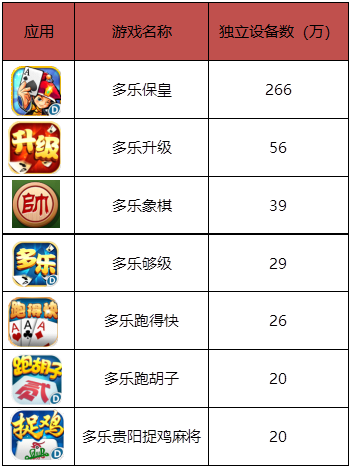 应用 游戏名称 独立设备数（万）
A D 多乐保皇 266
升级 多乐升级 56
帥 多乐象棋 39
多乐 D 多乐够级 29
跑得快 A A A 多乐跑得快 26
跑胡子 贰 D 多乐跑胡子 20
捉鸡 D 多乐贵阳捉鸡麻将 20